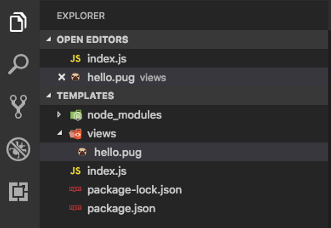 EXPLORER
OPEN EDITORS
JS index.js
hello.pug views
TEMPLATES
node_modules
views
hello.pug
JS index.js
package-lock.json
package.json